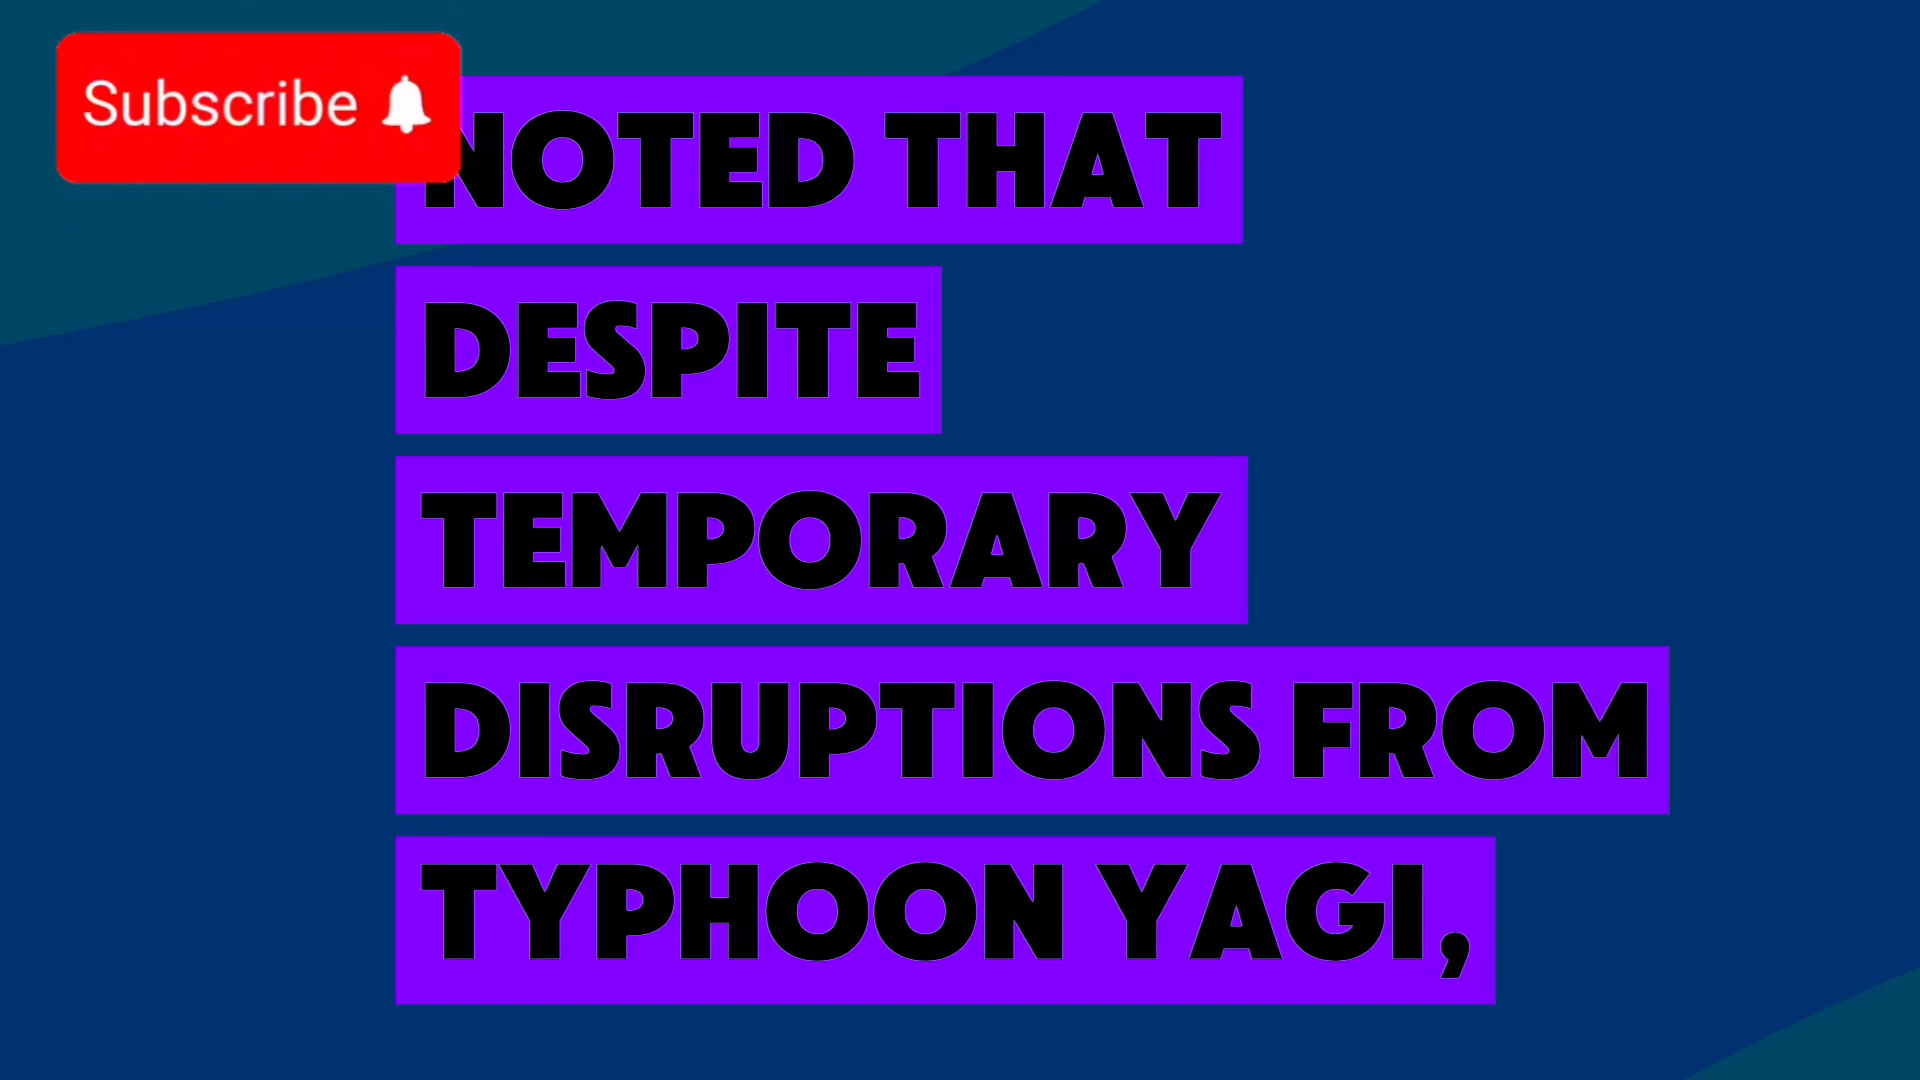 Subscribe
NOTED THAT
DESPITE
TEMPORARY
DISRUPTIONS FROM
TYPHOON YAGI,